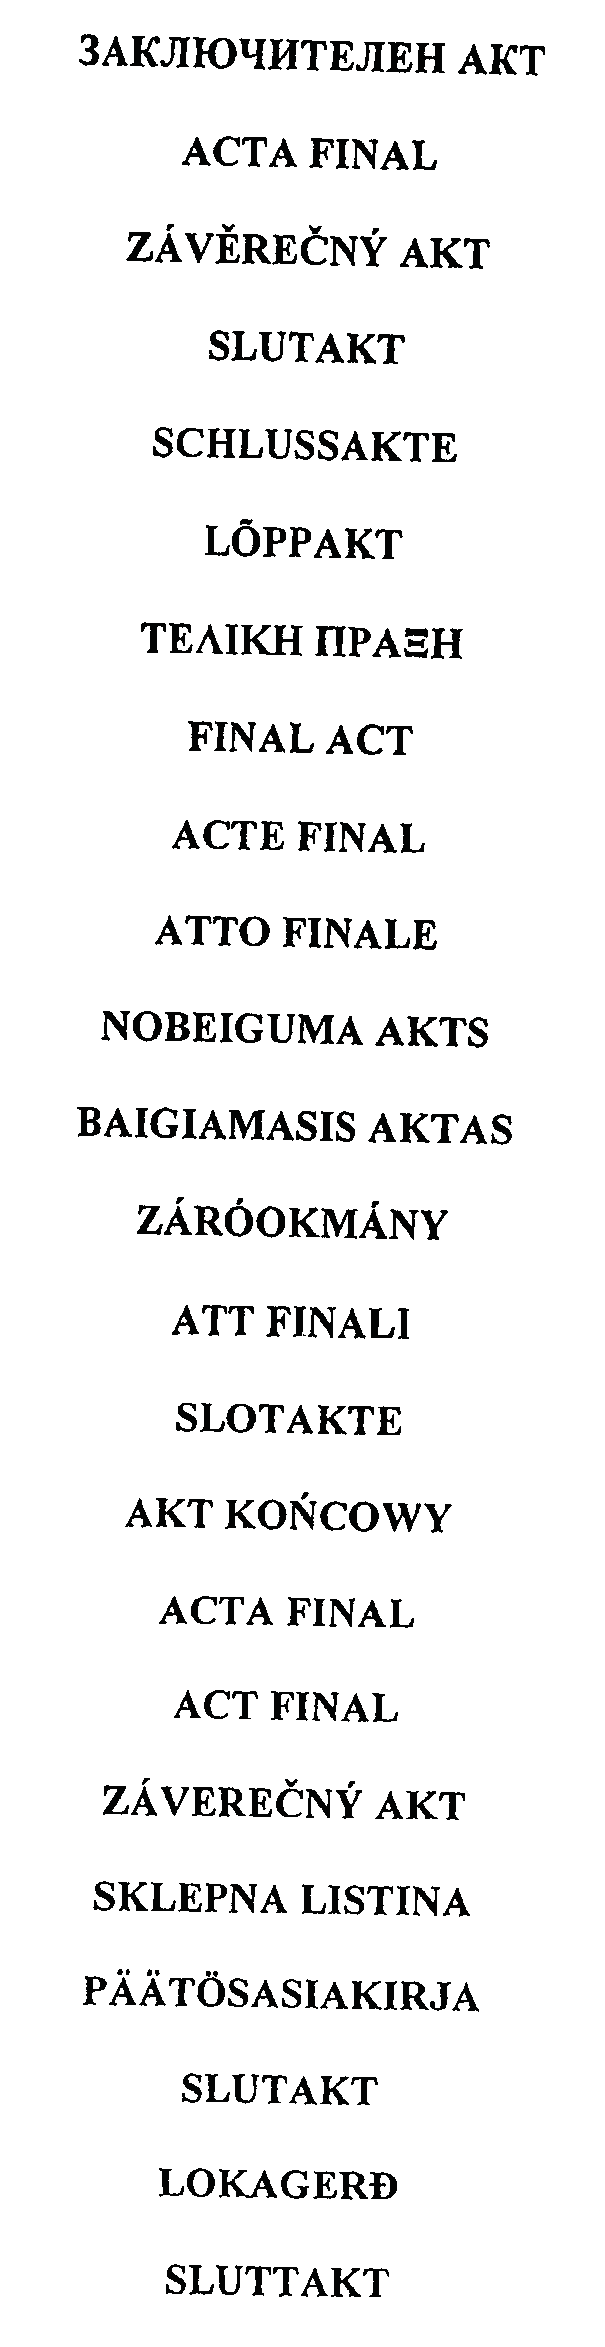 ЗАКЛЮЧИТЕЛЕН АКТ
ACTA FINAL
ZÁVĚREČNÝ AKT
SLUTAKT
SCHLUSSAKTE
LÕPPAKT
ΤΕΛΙΚΗ ΠΡΑΞΗ
FINAL ACT
ACTE FINAL
ATTO FINALE
NOBEIGUMA AKTS
BAIGIAMASIS AKTAS
ZÁRÓOKMÁNY
ATT FINALI
SLOTAKTE
AKT KOŃCOWY
ACTA FINAL
ACT FINAL
ZÁVEREČNÝ AKT
SKLEPNA LISTINA
PÄÄTÖSASIAKIRJA
SLUTAKT
LOKAGERÐ
SLUTTAKT